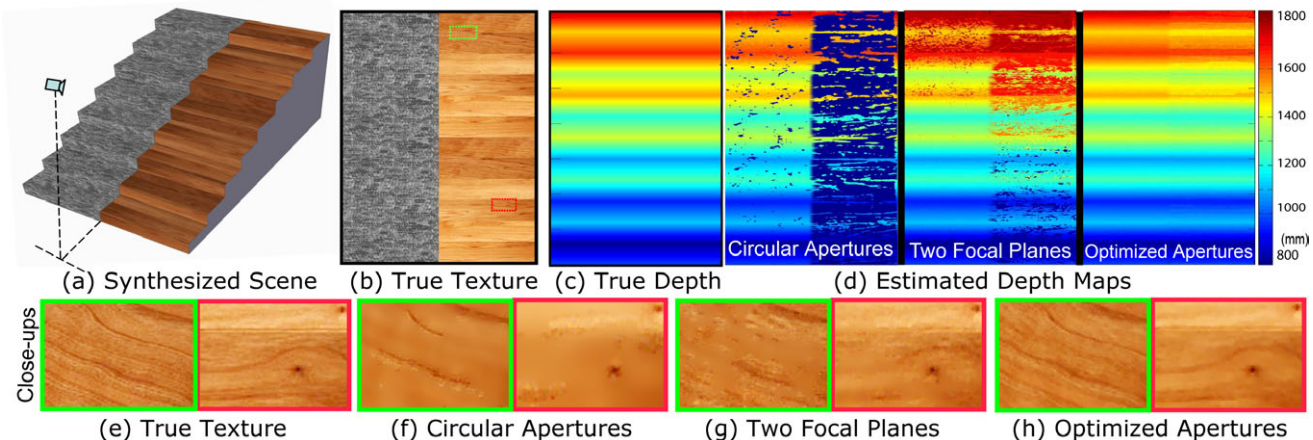 1800
1600
1400
1200
1000
(mm)
800
Circular Apertures
Two Focal Planes
Optimized Apertures
(a) Synthesized Scene
(b) True Texture
(c) True Depth
(d) Estimated Depth Maps
Close-ups
(e) True Texture
(f) Circular Apertures
(g) Two Focal Planes
(h) Optimized Apertures